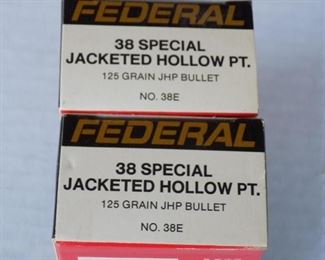 FEDERAL
38 SPECIAL
JACKETED HOLLOW PT.
125 GRAIN JHP BULLET
NO. 38E
FEDERAL
38 SPECIAL
JACKETED HOLLOW PT.
125 GRAIN JHP BULLET
NO. 38E